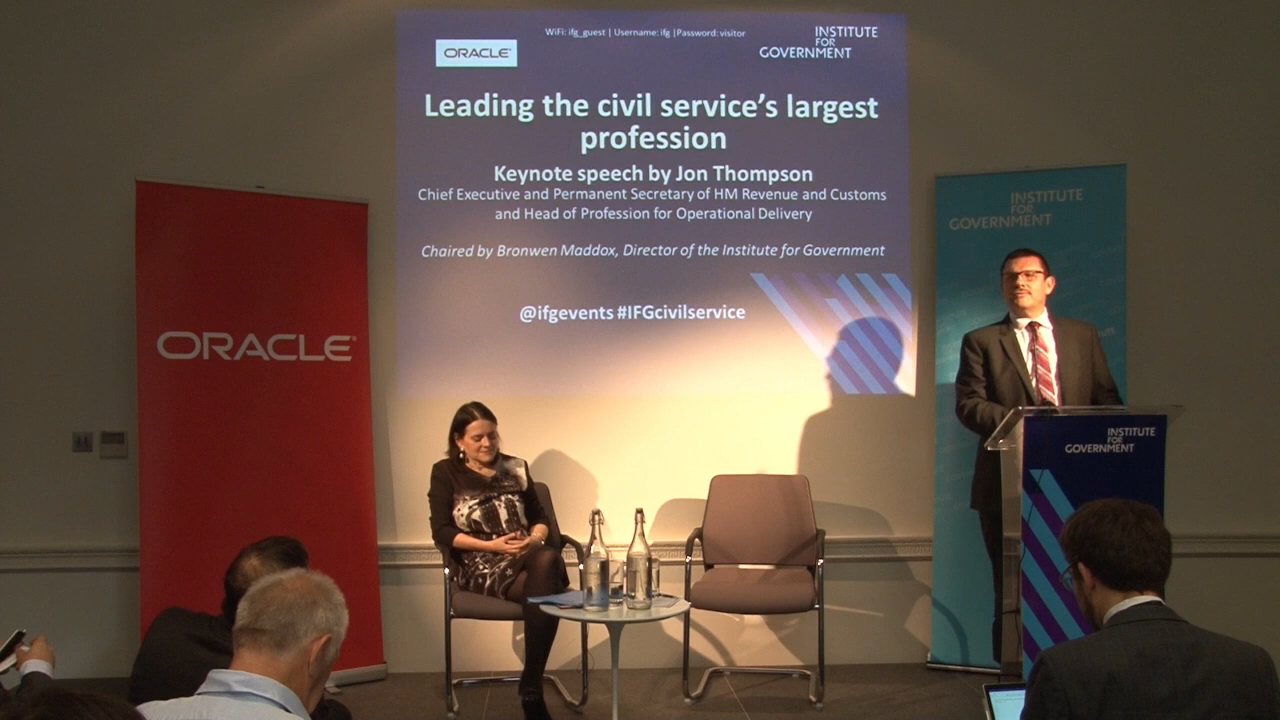 WiFi: ifg_guest | Username: ifg |Password: visitor
ORACLE
INSTITUTE
FOR
GOVERNMENT
Leading the civil service's largest
profession
Keynote speech by Jon Thompson
Chief Executive and Permanent Secretary of HM Revenue and Customs
and Head of Profession for Operational Delivery
Chaired by Bronwen Maddox, Director of the Institute for Government
@ifgevents #IFGcivilservice
ORACLE
INSTITUTE
FOR
GOVERNMENT
INSTITUTE
FOR
GOVERNMENT